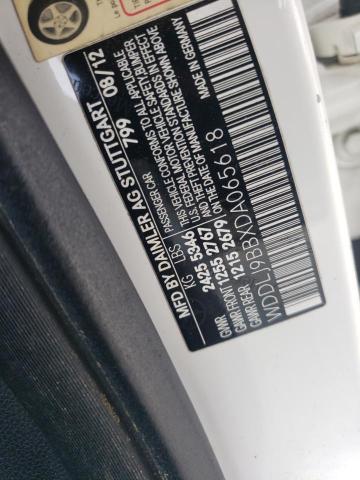 MFD BY DAIMLER AG STUTTGART 799 08/12
PASSENGER CAR
THIS VEHICLE CONFORMS TO ALL APPLICABLE
FEDERAL MOTOR VEHICLE SAFETY/BUMPER
AND THEFT PREVENTION STANDARDS IN EFFECT
ON THE DATE OF MANUFACTURE SHOWN ABOVE
KG LBS
GVWR 2425 5346
GAWR FRONT 1255 2767
GAWR REAR 1215 2679
MADE IN GERMANY
WDDLJ9BBXDA065618